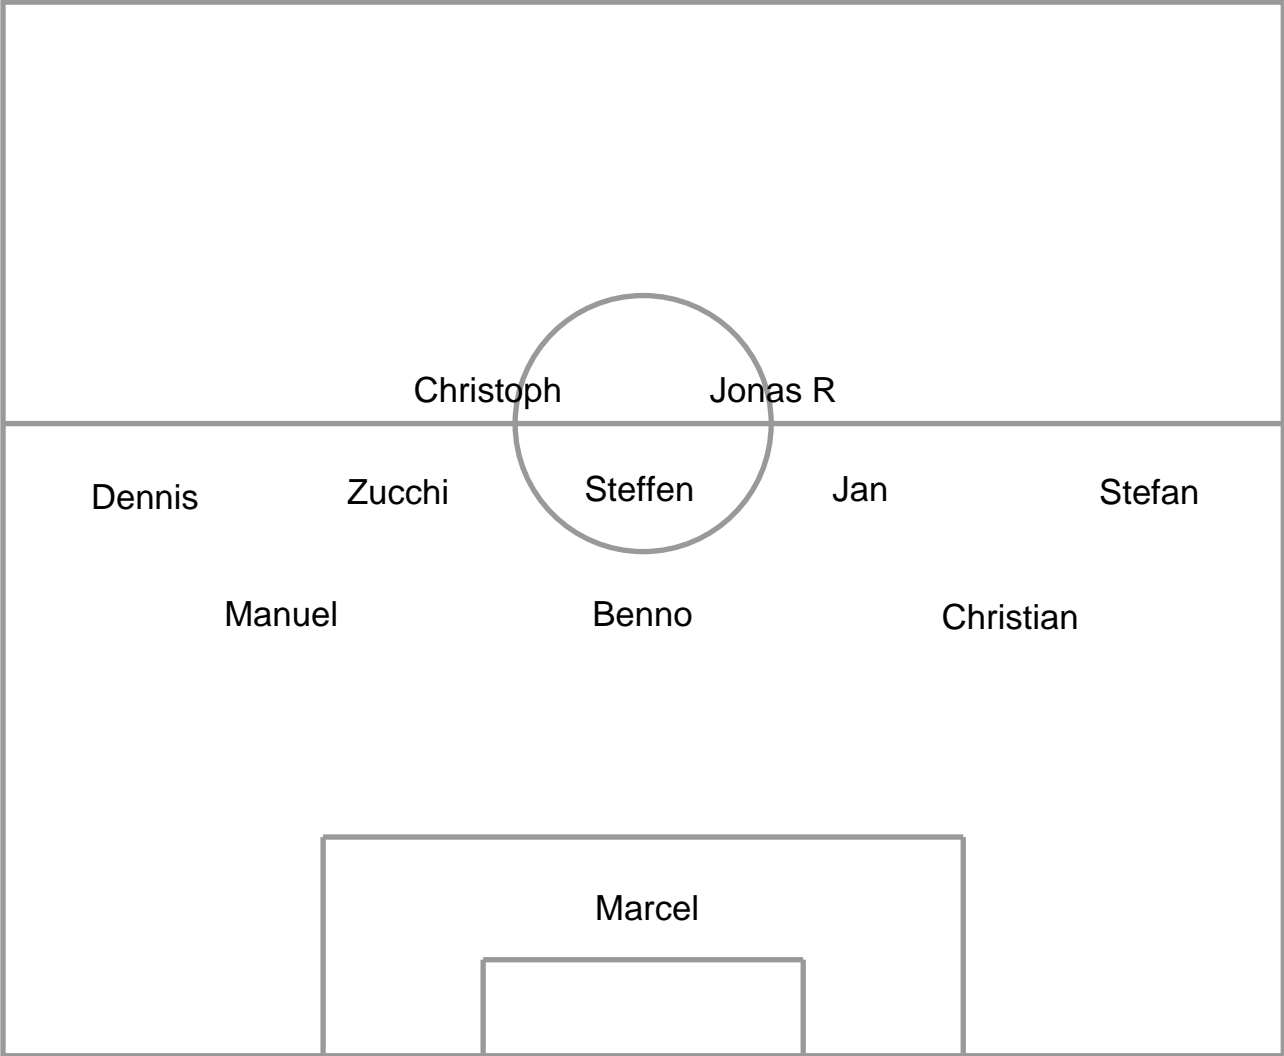 Christoph Jonas R
Dennis Zucchi Steffen Jan Stefan
Manuel Benno Christian
Marcel